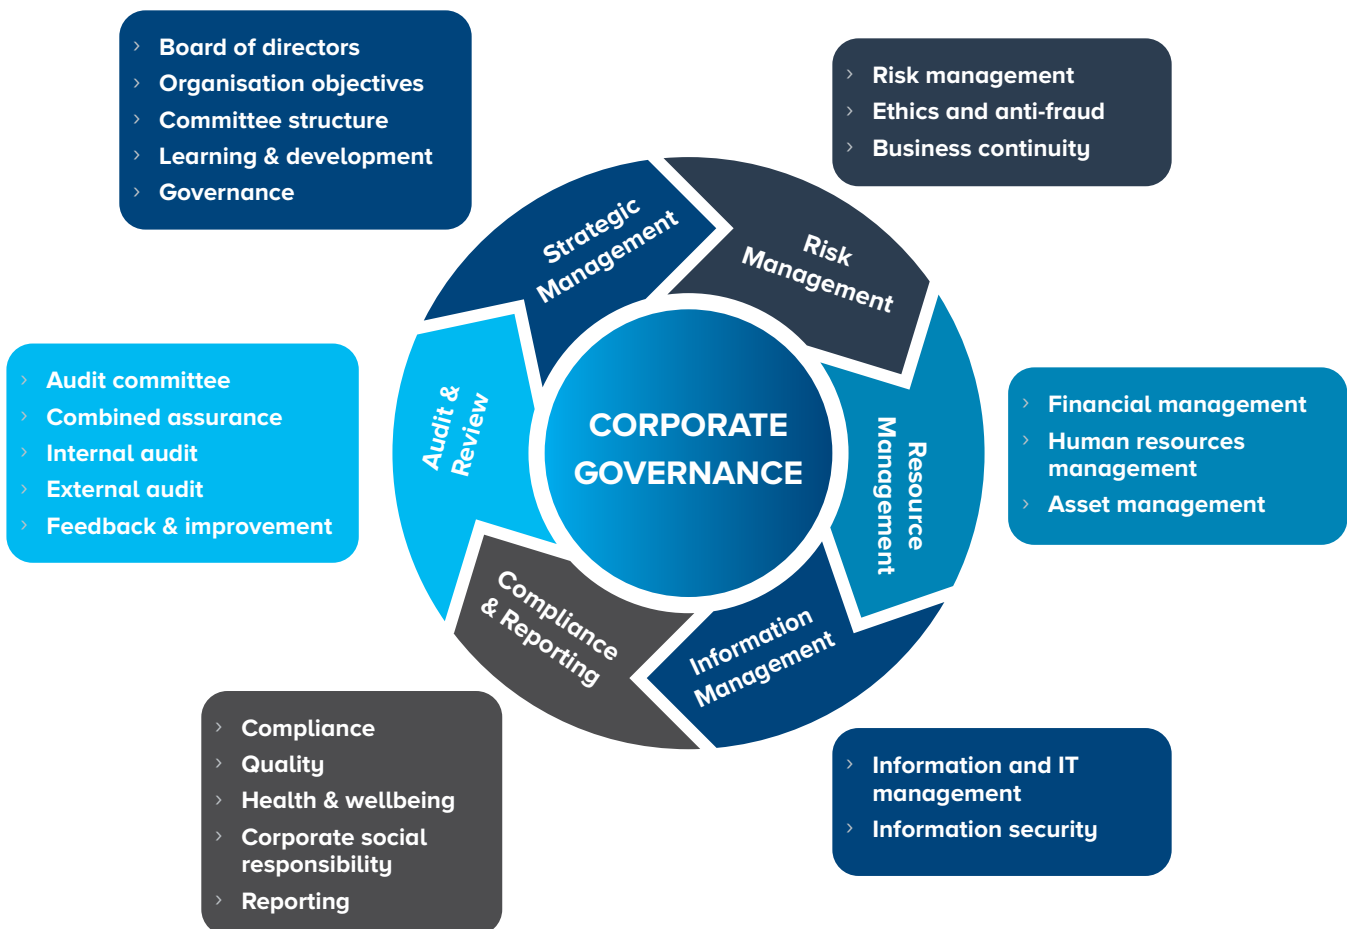 Board of directors
Organisation objectives
Committee structure
Learning & development
Governance
Risk management
Ethics and anti-fraud
Business continuity
Strategic
Management
Risk
Management
Audit committee
Combined assurance
Internal audit
External audit
Feedback & improvement
Audit &
Review
CORPORATE
GOVERNANCE
Resource
Management
Financial management
Human resources
management
Asset management
Compliance
& Reporting
Information
Management
Compliance
Quality
Health & wellbeing
Corporate social
responsibility
Reporting
Information and IT
management
Information security